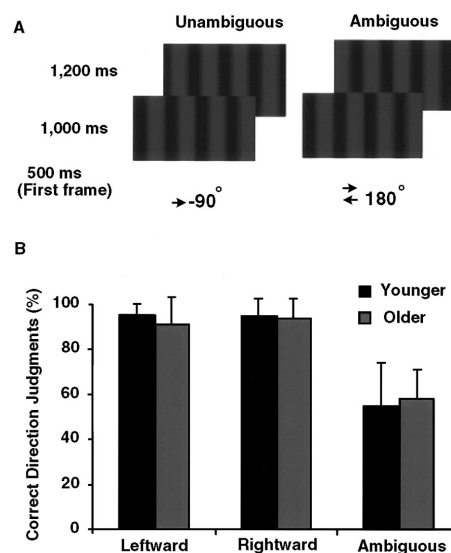 A
Unambiguous Ambiguous
1,200 ms
1,000 ms
500 ms
(First frame)
→ -90° →← 180°
B
Correct Direction Judgments (%)
100
80
60
40
20
0
Younger
Older
Leftward Rightward Ambiguous